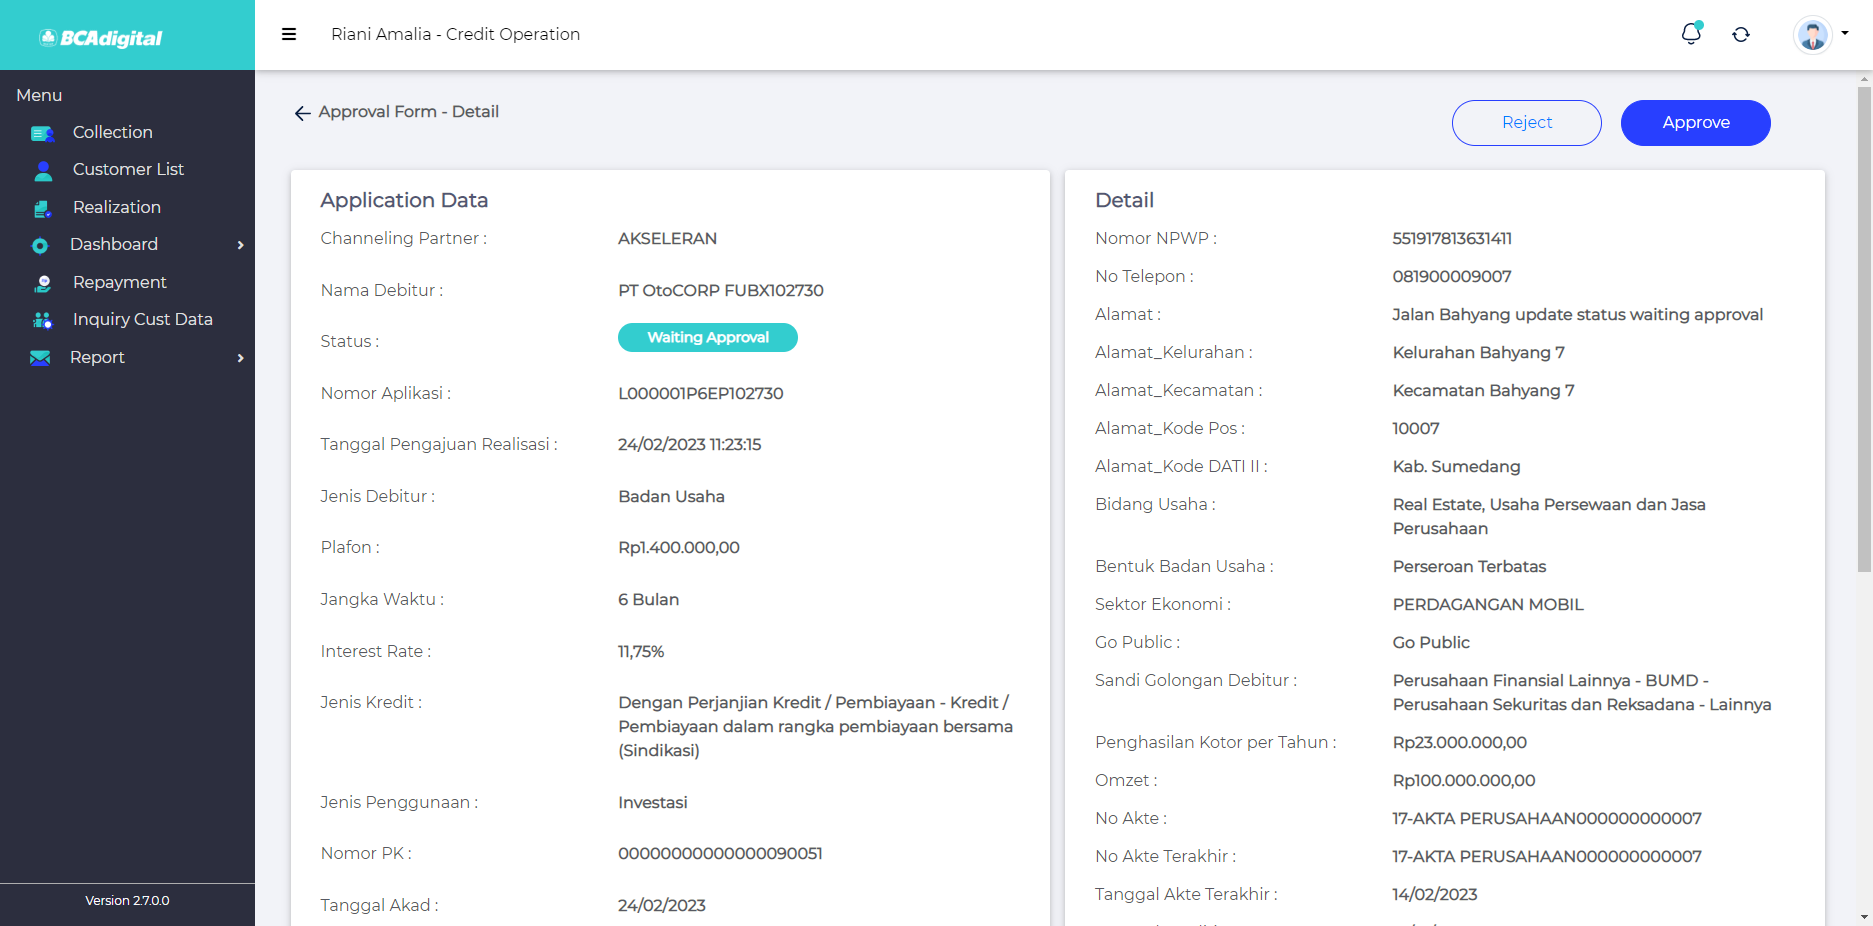 BCAdigital
Riani Amalia - Credit Operation
Menu
Collection
Customer List
Realization
Dashboard
Repayment
Inquiry Cust Data
Report
Version 2.7.0.0
Approval Form - Detail
Reject
Approve
Application Data
Channeling Partner : AKSELERAN
Nama Debitur : PT OtoCORP FUBX102730
Status : Waiting Approval
Nomor Aplikasi : L000001P6EP102730
Tanggal Pengajuan Realisasi : 24/02/2023 11:23:15
Jenis Debitur : Badan Usaha
Plafon : Rp1.400.000,00
Jangka Waktu : 6 Bulan
Interest Rate : 11,75%
Jenis Kredit : Dengan Perjanjian Kredit / Pembiayaan - Kredit /
Pembiayaan dalam rangka pembiayaan bersama
(Sindikasi)
Jenis Penggunaan : Investasi
Nomor PK : 00000000000000090051
Tanggal Akad : 24/02/2023
Detail
Nomor NPWP : 551917813631411
No Telepon : 081900009007
Alamat : Jalan Bahyang update status waiting approval
Alamat_Kelurahan : Kelurahan Bahyang 7
Alamat_Kecamatan : Kecamatan Bahyang 7
Alamat_Kode Pos : 10007
Alamat_Kode DATI II : Kab. Sumedang
Bidang Usaha : Real Estate, Usaha Persewaan dan Jasa
Perusahaan
Bentuk Badan Usaha : Perseroan Terbatas
Sektor Ekonomi : PERDAGANGAN MOBIL
Go Public : Go Public
Sandi Golongan Debitur : Perusahaan Finansial Lainnya - BUMD -
Perusahaan Sekuritas dan Reksadana - Lainnya
Penghasilan Kotor per Tahun : Rp23.000.000,00
Omzet : Rp100.000.000,00
No Akte : 17-AKTA PERUSAHAAN000000000007
No Akte Terakhir : 17-AKTA PERUSAHAAN000000000007
Tanggal Akte Terakhir : 14/02/2023